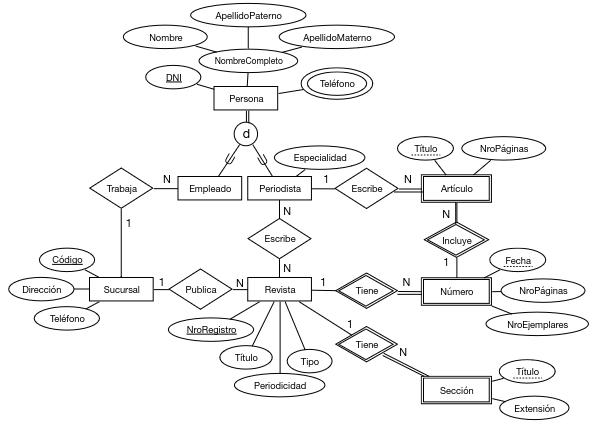 ApellidoPaterno
Nombre
ApellidoMaterno
NombreCompleto
DNI
Teléfono
Persona
d
Título
NroPáginas
Especialidad
Trabaja
N
Empleado
Periodista
1
Escribe
N
Artículo
1
N
N
Escribe
Incluye
N
1
Código
Fecha
Dirección
Sucursal
1
Publica
N
Revista
1
Tiene
N
Número
NroPáginas
Teléfono
NroRegistro
NroEjemplares
1
Título
Tipo
Tiene
N
Periodicidad
Título
Sección
Extensión